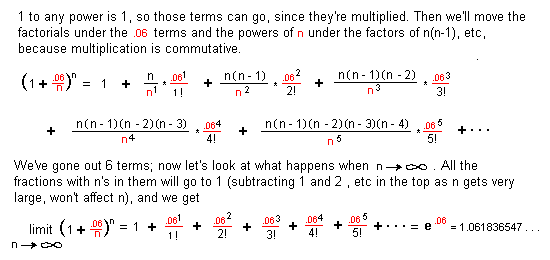 1 to any power is 1, so those terms can go, since they're multiplied. Then we'll move the
factorials under the .06 terms and the powers of n under the factors of n(n-1), etc,
because multiplication is commutative.
(1 + .06/n)^n = 1 + n/n^1 * .06^1/1! + n(n-1)/n^2 * .06^2/2! + n(n-1)(n-2)/n^3 * .06^3/3!
+ n(n-1)(n-2)(n-3)/n^4 * .06^4/4! + n(n-1)(n-2)(n-3)(n-4)/n^5 * .06^5/5! + ···
We've gone out 6 terms; now let's look at what happens when n→∞. All the
fractions with n's in them will go to 1 (subtracting 1 and 2 , etc in the top as n gets very
large, won't affect n), and we get
limit (1 + .06/n)^n = 1 + .06^1/1! + .06^2/2! + .06^3/3! + .06^4/4! + .06^5/5! + ··· = e^.06 = 1.061836547 . . .
n→∞